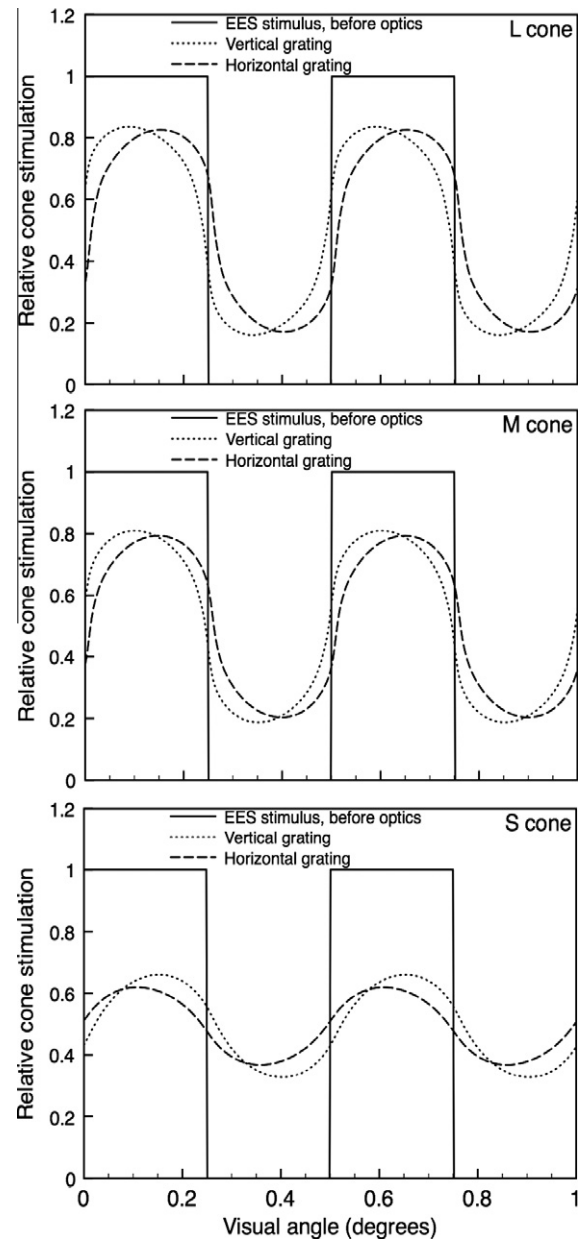 EES stimulus, before optics
Vertical grating
Horizontal grating
L cone
Relative cone stimulation
1.2
1
0.8
0.6
0.4
0.2
0
EES stimulus, before optics
Vertical grating
Horizontal grating
M cone
Relative cone stimulation
1.2
1
0.8
0.6
0.4
0.2
0
EES stimulus, before optics
Vertical grating
Horizontal grating
S cone
Relative cone stimulation
1.2
1
0.8
0.6
0.4
0.2
0
0 0.2 0.4 0.6 0.8 1
Visual angle (degrees)